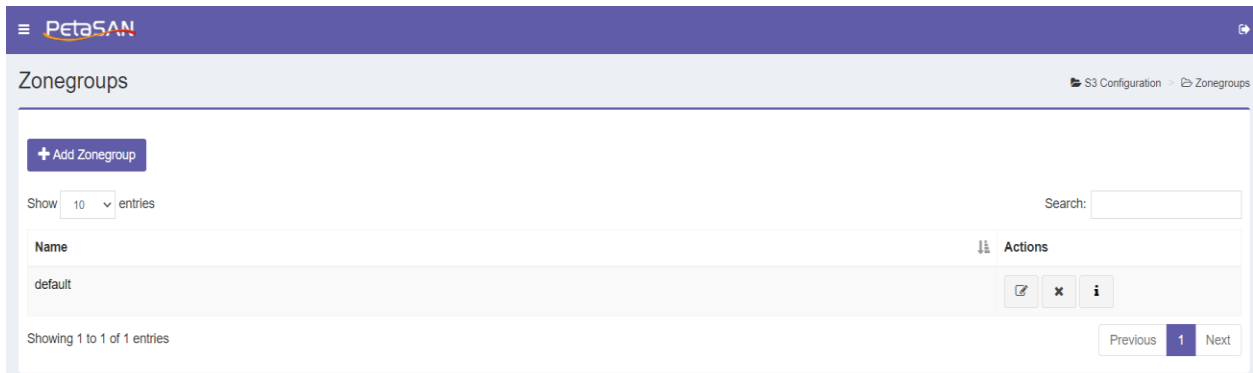 PetaSAN
Zonegroups
S3 Configuration > Zonegroups
Add Zonegroup
Show 10 entries
Search:
Name Actions
default
Showing 1 to 1 of 1 entries
Previous 1 Next